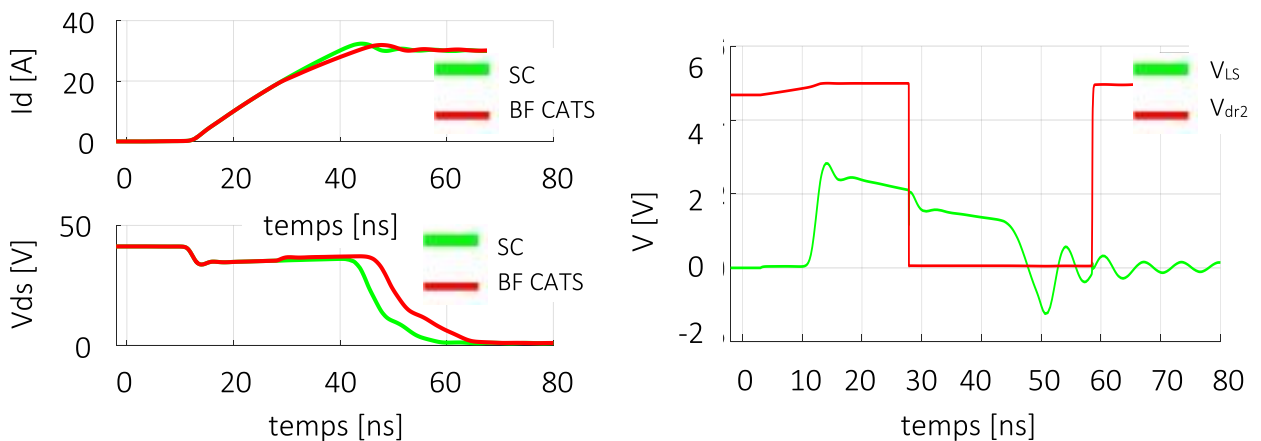 Id [A]
40
20
0
SC
BF CATS
0 20 40 60 80
temps [ns]
Vds [V]
50
0
SC
BF CATS
0 20 40 60 80
temps [ns]
V [V]
6
4
2
0
-2
V_LS
V_dr2
0 10 20 30 40 50 60 70 80
temps [ns]